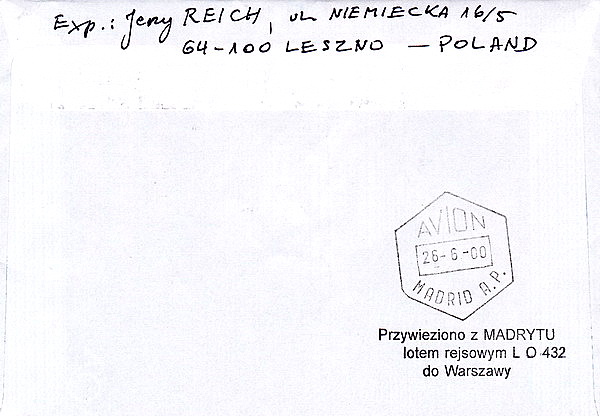 Exp.: Jerzy REICH, ul. NIEMIECKA 16/5
64-100 LESZNO — POLAND
AVION
26-6-00
MADRID A.P.
Przywieziono z MADRYTU
lotem rejsowym L O 432
do Warszawy